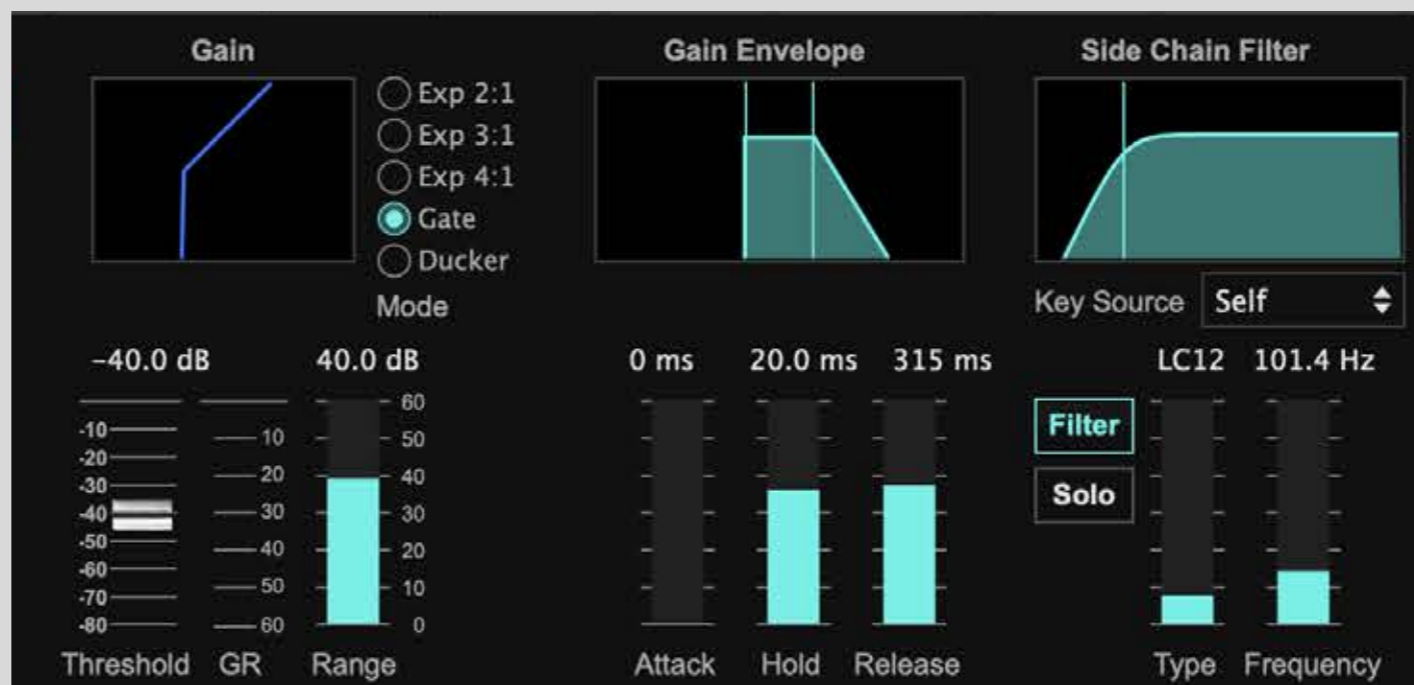 Gain
Gain Envelope
Side Chain Filter
Exp 2:1
Exp 3:1
Exp 4:1
Gate
Ducker
Mode
Key Source Self
−40.0 dB 40.0 dB 0 ms 20.0 ms 315 ms LC12 101.4 Hz
-10
-20
-30
-40
-50
-60
-70
-80
10
20
30
40
50
60
60
50
40
30
20
10
0
Filter
Solo
Threshold GR Range Attack Hold Release Type Frequency